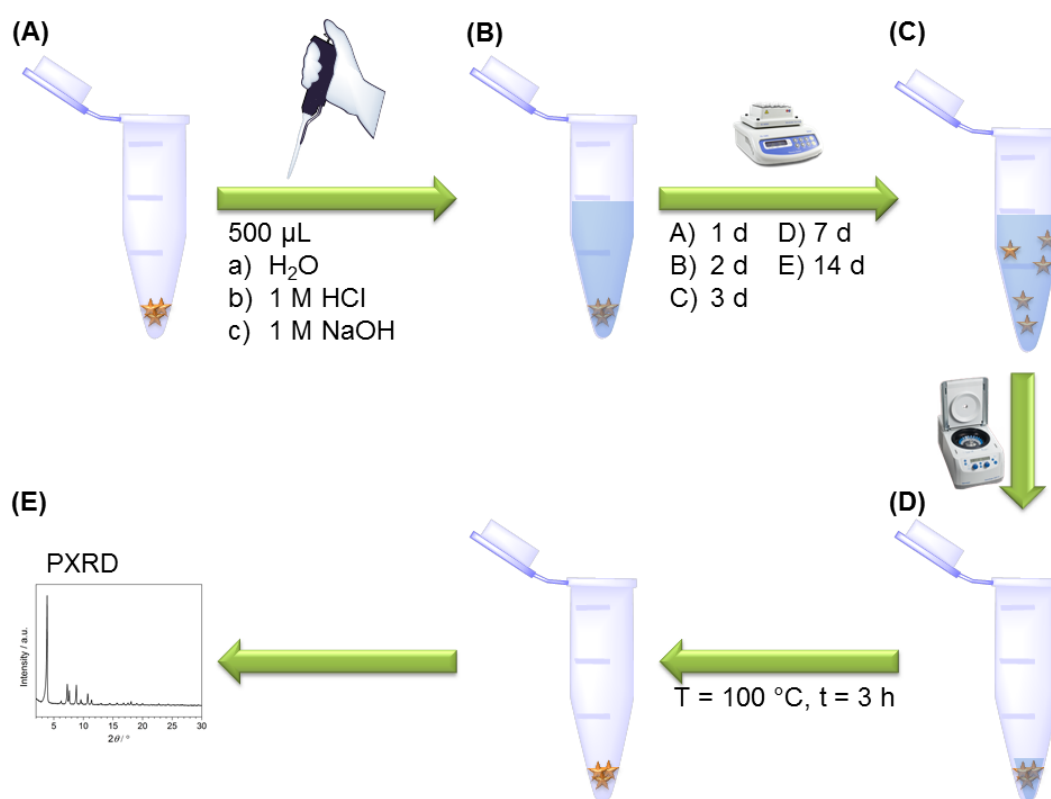 (A)
(B)
(C)
500 µL
a) H₂O
b) 1 M HCl
c) 1 M NaOH
A) 1 d D) 7 d
B) 2 d E) 14 d
C) 3 d
(E)
(D)
PXRD
Intensity / a.u.
5 10 15 20 25 30
2θ / °
T = 100 °C, t = 3 h